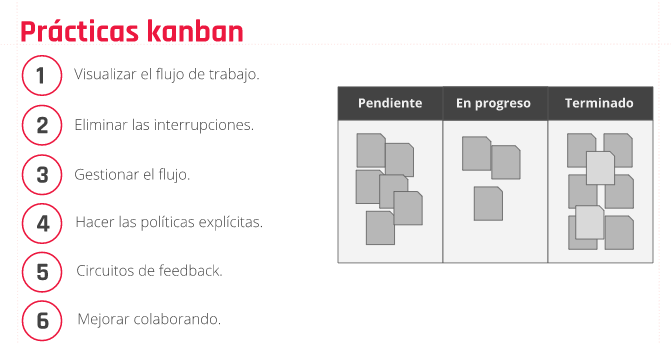 Prácticas kanban
1 Visualizar el flujo de trabajo.
2 Eliminar las interrupciones.
3 Gestionar el flujo.
4 Hacer las políticas explícitas.
5 Circuitos de feedback.
6 Mejorar colaborando.
Pendiente En progreso Terminado